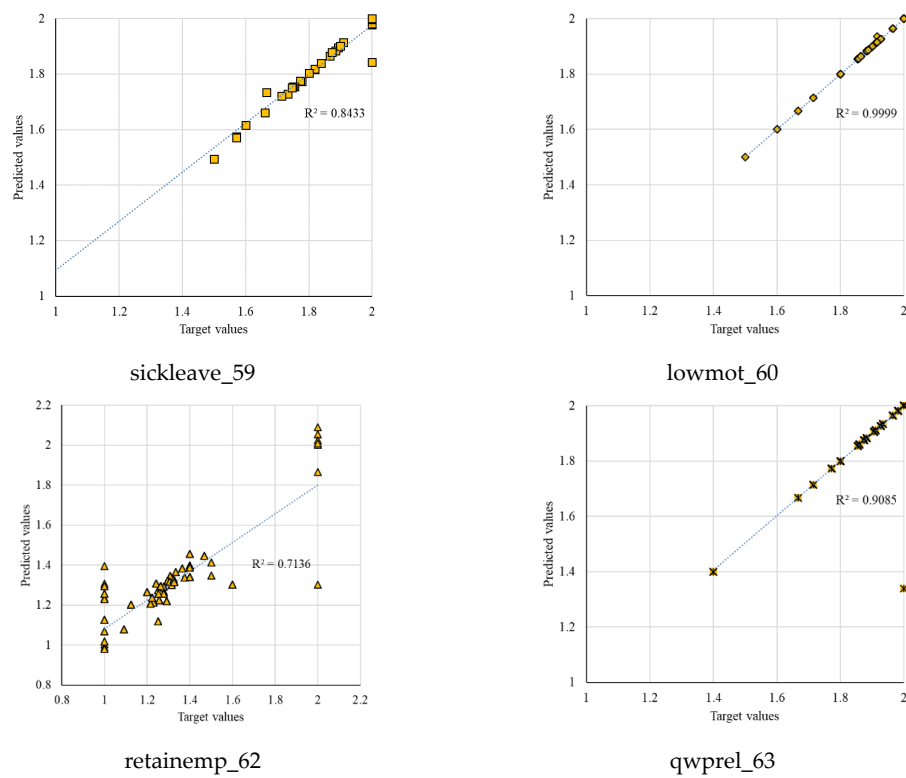 2
1.8
1.6
1.4
1.2
1
1 1.2 1.4 1.6 1.8 2
Predicted values
Target values
R² = 0.8433
sickleave_59
2
1.8
1.6
1.4
1.2
1
1 1.2 1.4 1.6 1.8 2
Predicted values
Target values
R² = 0.9999
lowmot_60
2.2
2
1.8
1.6
1.4
1.2
1
0.8
0.8 1 1.2 1.4 1.6 1.8 2 2.2
Predicted values
Target values
R² = 0.7136
retainemp_62
2
1.8
1.6
1.4
1.2
1
1 1.2 1.4 1.6 1.8 2
Predicted values
Target values
R² = 0.9085
qwprel_63